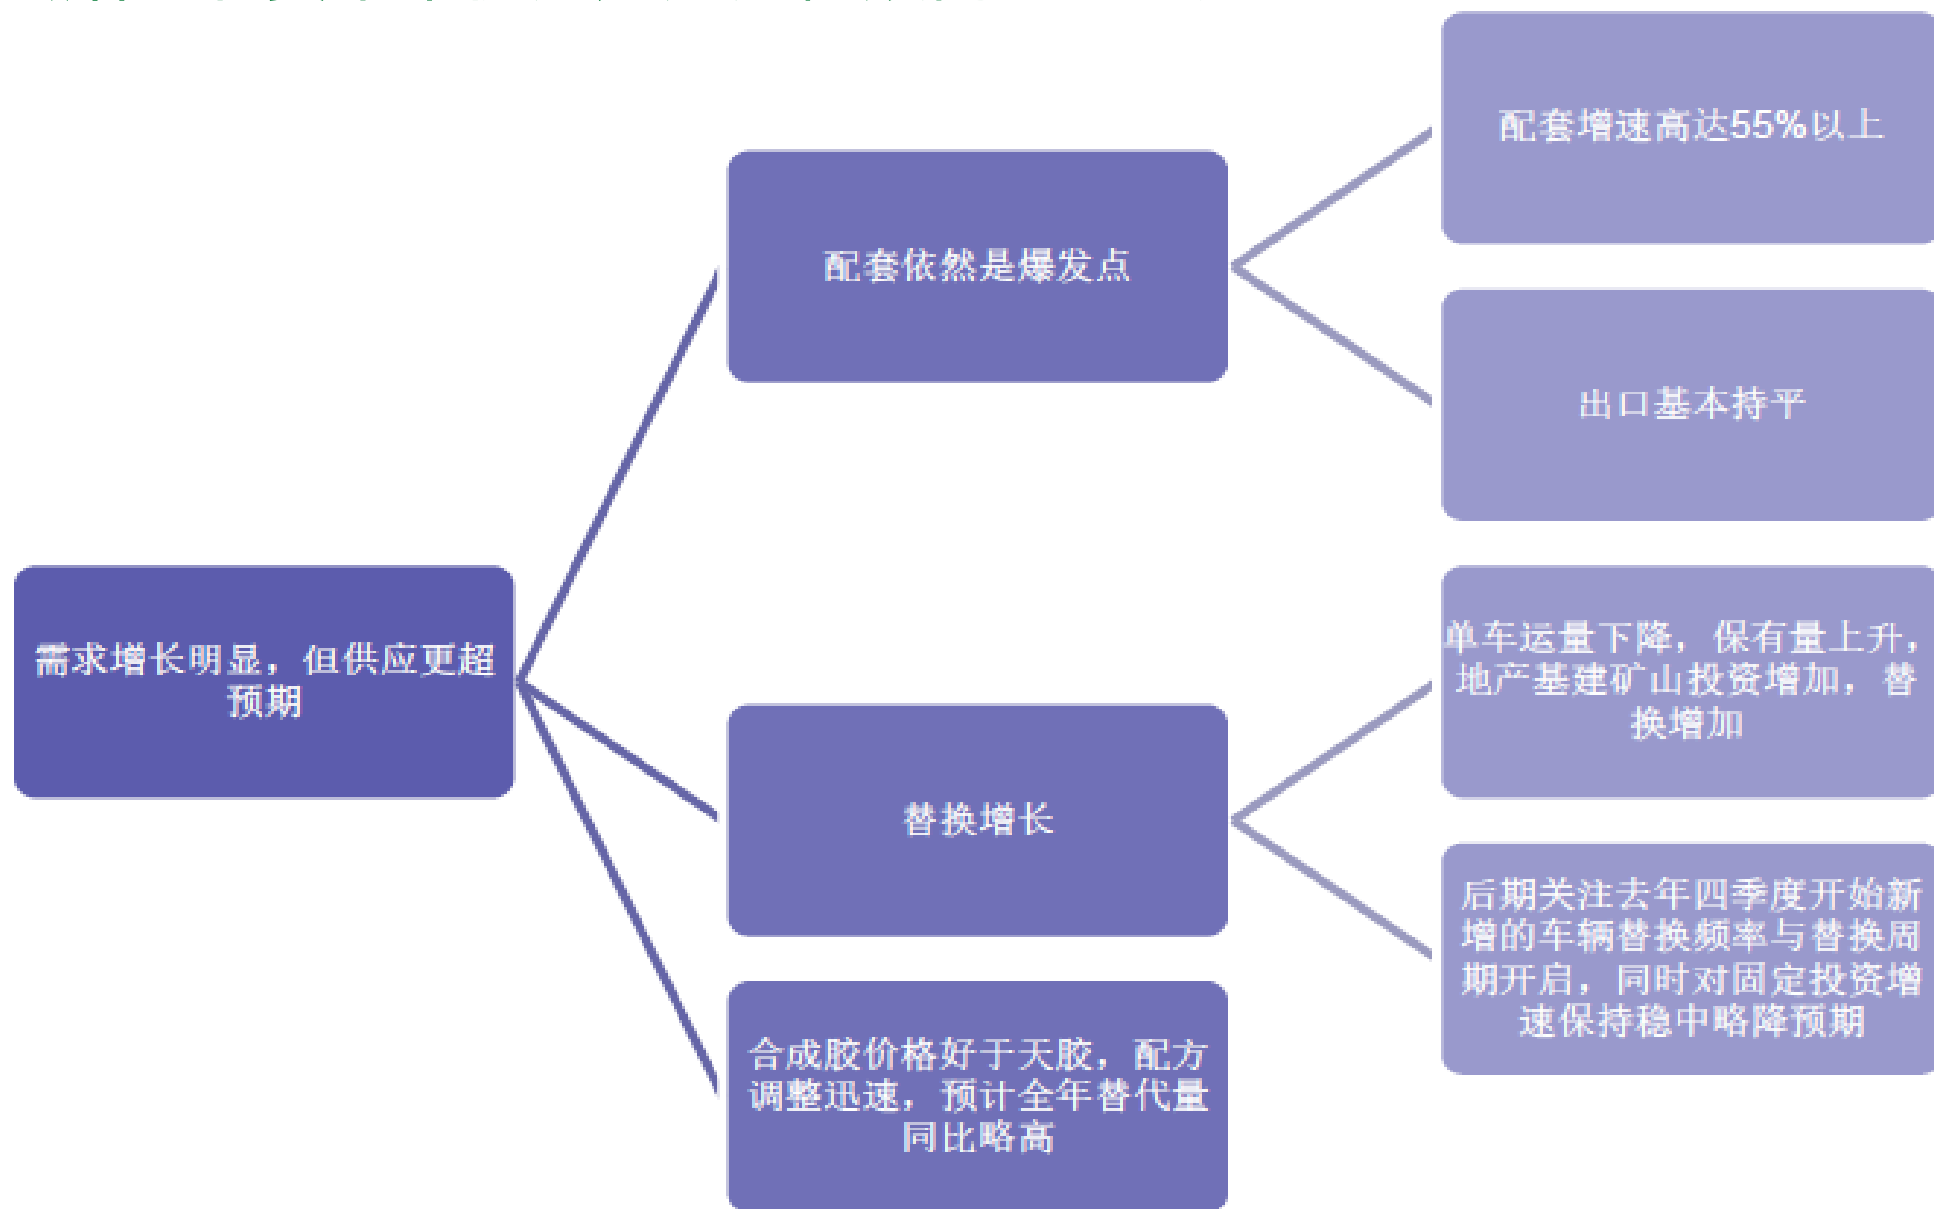 配套增速高达55%以上
配套依然是爆发点
出口基本持平
需求增长明显，但供应更超
预期
单车运量下降，保有量上升，
地产基建矿山投资增加，替
换增加
替换增长
后期关注去年四季度开始新
增的车辆替换频率与替换周
期开启，同时对固定投资增
速保持稳中略降预期
合成胶价格好于天胶，配方
调整迅速，预计全年替代量
同比略高